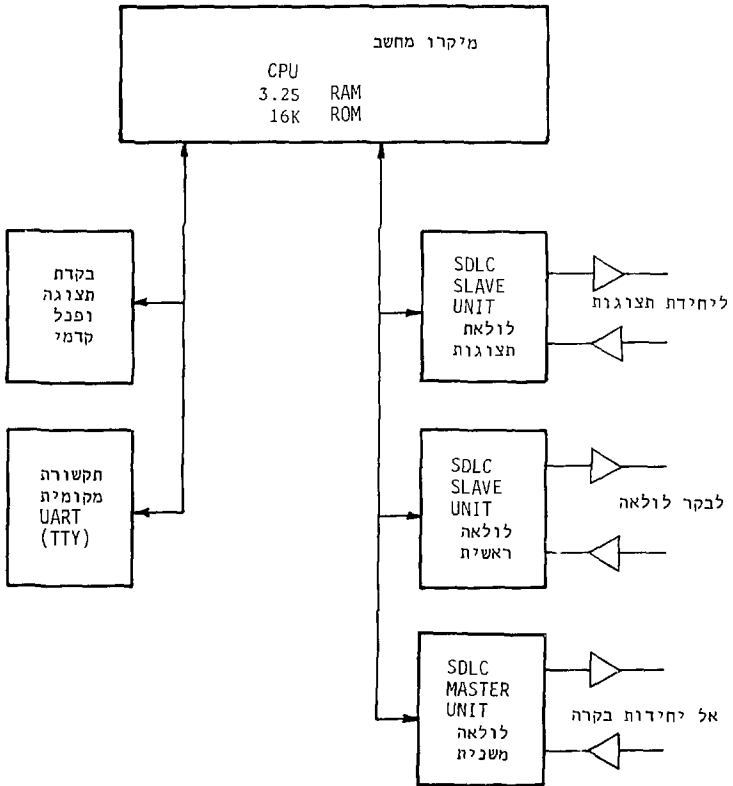 מיקרו מחשב
CPU
3.25 RAM
16K ROM
בקרת
תצוגה
ופנל
קדמי
תקשורת
מקומית
UART
(TTY)
SDLC
SLAVE
UNIT
לולאת
תצוגות
ליחידת תצוגות
SDLC
SLAVE
UNIT
לולאה
ראשית
לבקר לולאה
SDLC
MASTER
UNIT
לולאה
משנית
אל יחידות בקרה